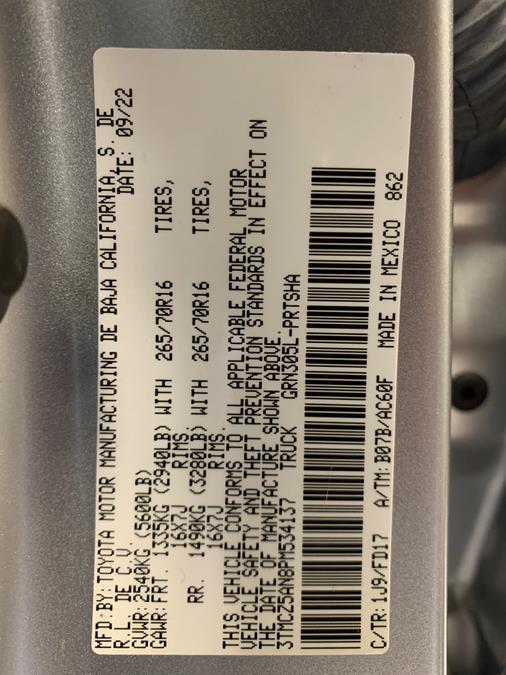 MFD.BY:TOYOTA MOTOR MANUFACTURING DE BAJA CALIFORNIA, S. DE
R.L. DE C.V. DATE: 09/22
GVWR:2540KG (5600LB)
GAWR:FRT. 1335KG (2940LB) WITH 265/70R16 TIRES,
16X7J RIMS
RR. 1490KG (3280LB) WITH 265/70R16 TIRES,
16X7J RIMS.
THIS VEHICLE CONFORMS TO ALL APPLICABLE FEDERAL MOTOR
VEHICLE SAFETY AND THEFT PREVENTION STANDARDS IN EFFECT ON
THE DATE OF MANUFACTURE SHOWN ABOVE.
3TMCZ5AN8PM534137 TRUCK GRN305L-PRTSHA
C/TR:1J9/FD17 A/TM:B07B/AC60F MADE IN MEXICO 862